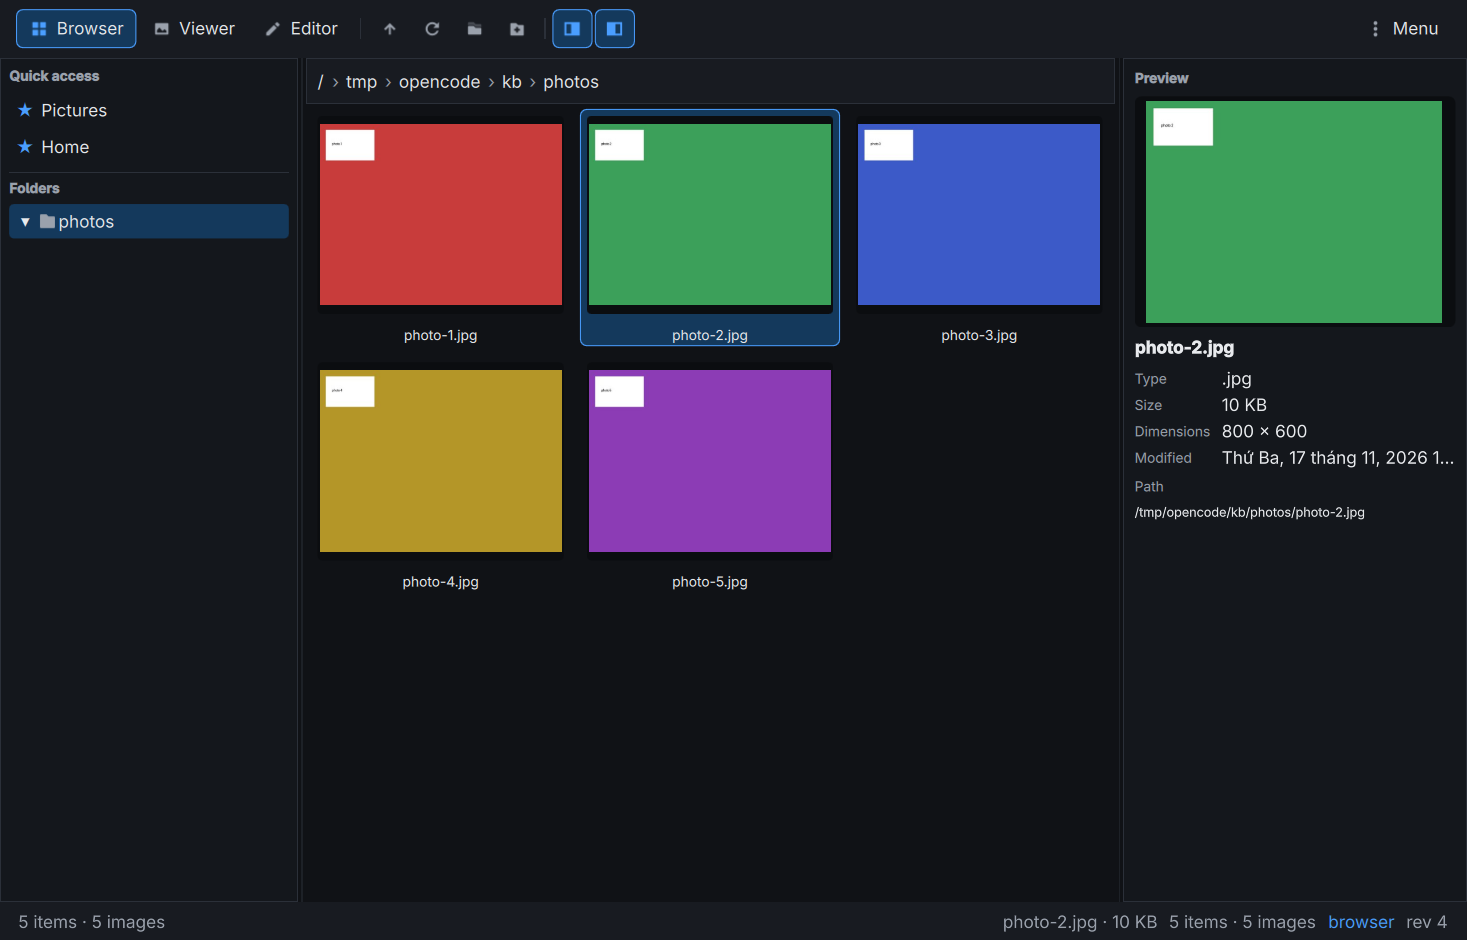 Browser Viewer Editor Menu
Quick access
Pictures
Home
Folders
photos
/ › tmp › opencode › kb › photos
photo-1.jpg
photo-2.jpg
photo-3.jpg
photo-4.jpg
photo-5.jpg
Preview
photo-2.jpg
Type .jpg
Size 10 KB
Dimensions 800 × 600
Modified Thứ Ba, 17 tháng 11, 2026 1...
Path
/tmp/opencode/kb/photos/photo-2.jpg
5 items · 5 images
photo-2.jpg · 10 KB 5 items · 5 images browser rev 4